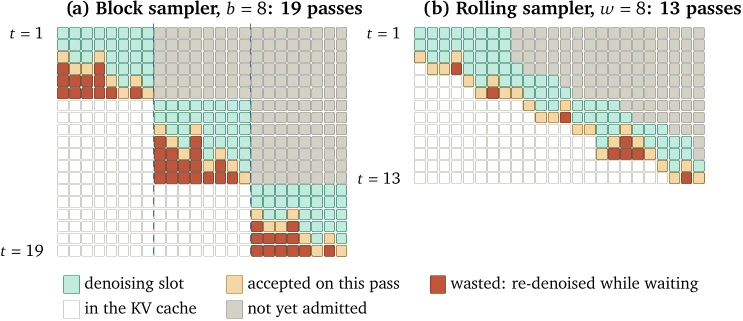 (a) Block sampler, b = 8: 19 passes
(b) Rolling sampler, w = 8: 13 passes
t = 1
t = 1
t = 13
t = 19
denoising slot
accepted on this pass
wasted: re-denoised while waiting
in the KV cache
not yet admitted